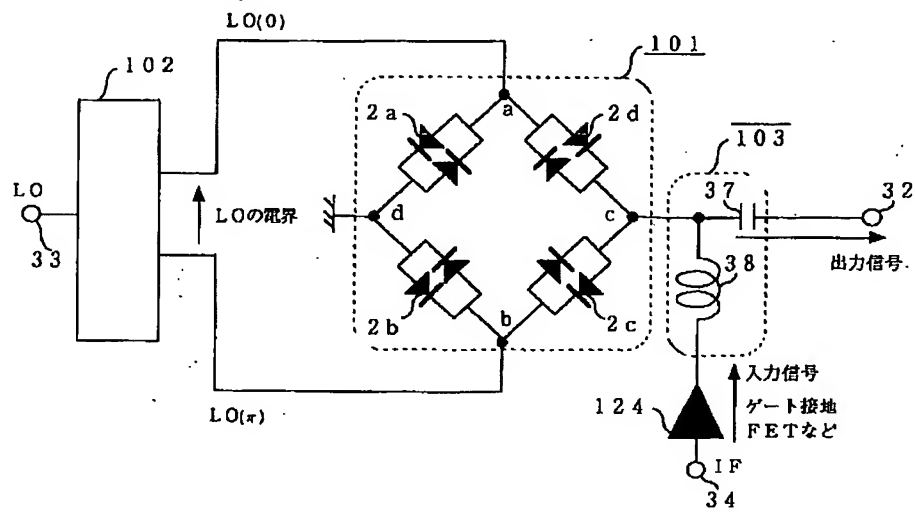 LO(0)
102
101
a
2a
2d
103
37
32
LO
LOの電界
d
c
33
出力信号
38
2b
b
2c
入力信号
LO(π)
124
ゲート接地
FETなど
IF
34